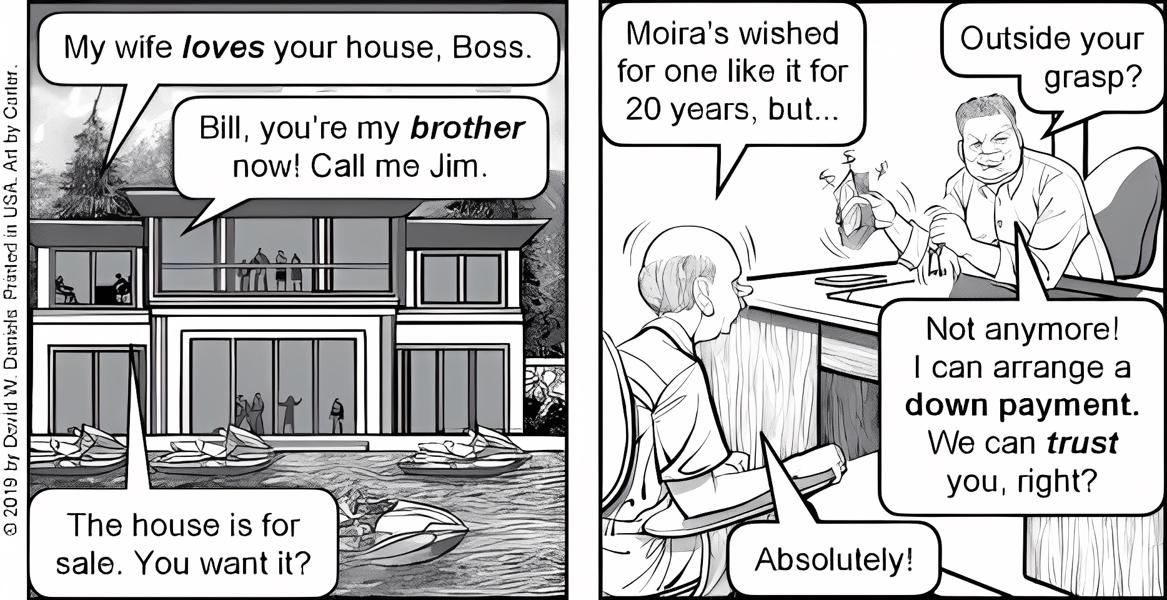 My wife loves your house, Boss.
Bill, you're my brother
now! Call me Jim.
The house is for
sale. You want it?
Moira's wished
for one like it for
20 years, but...
Outside your
grasp?
Not anymore!
I can arrange a
down payment.
We can trust
you, right?
Absolutely!
$ $ $
© 2019 by David W. Daniels Printed in USA. Art by Carter.